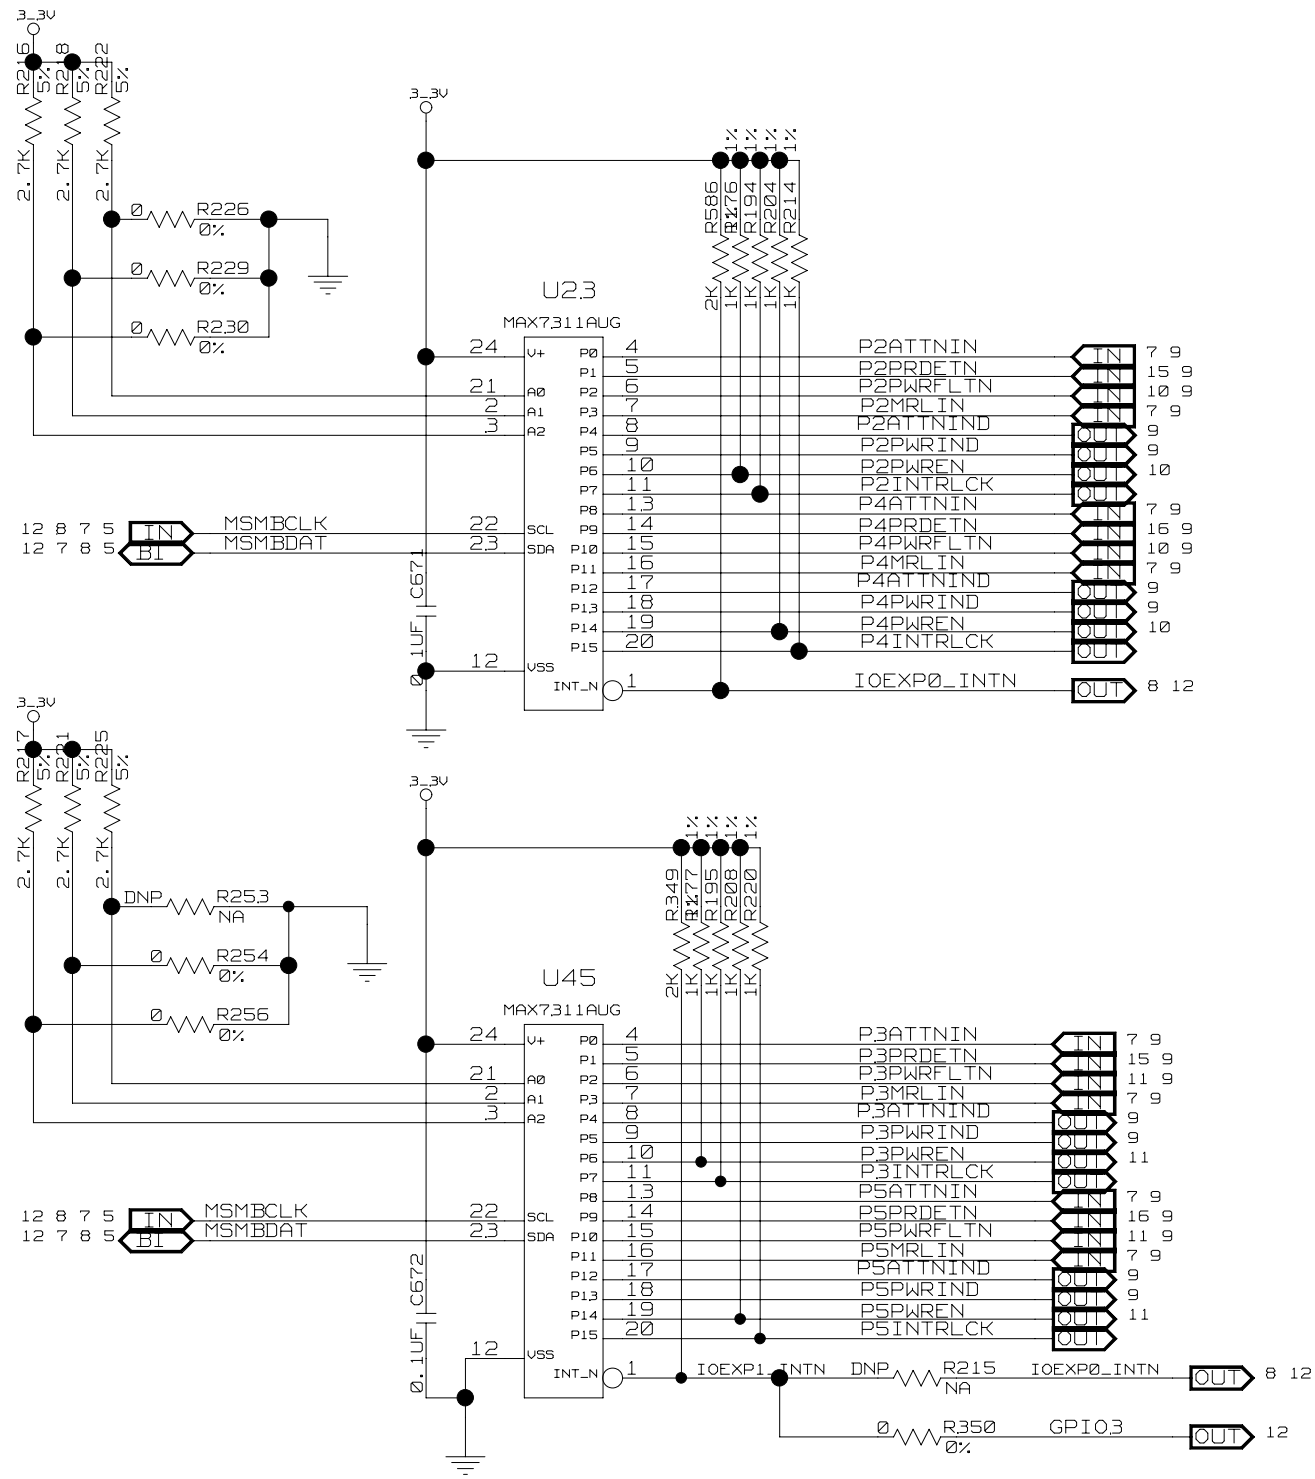 3_3V
R216 5% 2.7K
R218 5% 2.7K
R222 5% 2.7K
0 R226 0%
0 R229 0%
0 R230 0%
3_3V
R586 2K 1%
R176 1K 1%
R194 1K 1%
R204 1K 1%
R214 1K
U23
MAX7311AUG
24 V+ P0 4 P2ATTNIN IN 7 9
P1 5 P2PRDETN IN 15 9
21 A0 P2 6 P2PWRFLTN IN 10 9
2 A1 P3 7 P2MRLIN IN 7 9
3 A2 P4 8 P2ATTNIND OUT 9
P5 9 P2PWRIND OUT 9
P6 10 P2PWREN OUT 10
P7 11 P2INTRLCK OUT
P8 13 P4ATTNIN IN 7 9
12 8 7 5 IN MSMBCLK 22 SCL P9 14 P4PRDETN IN 16 9
12 7 8 5 BI MSMBDAT 23 SDA P10 15 P4PWRFLTN IN 10 9
P11 16 P4MRLIN IN 7 9
P12 17 P4ATTNIND OUT 9
P13 18 P4PWRIND OUT 9
P14 19 P4PWREN OUT 10
P15 20 P4INTRLCK OUT
C671 0.1UF
12 VSS
INT_N 1 IOEXP0_INTN OUT 8 12
3_3V
R217 5% 2.7K
R221 5% 2.7K
R225 5% 2.7K
DNP R253 NA
0 R254 0%
0 R256 0%
3_3V
R349 2K 1%
R177 1K 1%
R195 1K 1%
R208 1K 1%
R220 1K
U45
MAX7311AUG
24 V+ P0 4 P3ATTNIN IN 7 9
P1 5 P3PRDETN IN 15 9
21 A0 P2 6 P3PWRFLTN IN 11 9
2 A1 P3 7 P3MRLIN IN 7 9
3 A2 P4 8 P3ATTNIND OUT 9
P5 9 P3PWRIND OUT 9
P6 10 P3PWREN OUT 11
P7 11 P3INTRLCK OUT
P8 13 P5ATTNIN IN 7 9
12 8 7 5 IN MSMBCLK 22 SCL P9 14 P5PRDETN IN 16 9
12 7 8 5 BI MSMBDAT 23 SDA P10 15 P5PWRFLTN IN 11 9
P11 16 P5MRLIN IN 7 9
P12 17 P5ATTNIND OUT 9
P13 18 P5PWRIND OUT 9
P14 19 P5PWREN OUT 11
P15 20 P5INTRLCK OUT
C672 0.1UF
12 VSS
INT_N 1 IOEXP1_INTN DNP R215 NA IOEXP0_INTN OUT 8 12
0 R350 0% GPIO3 OUT 12